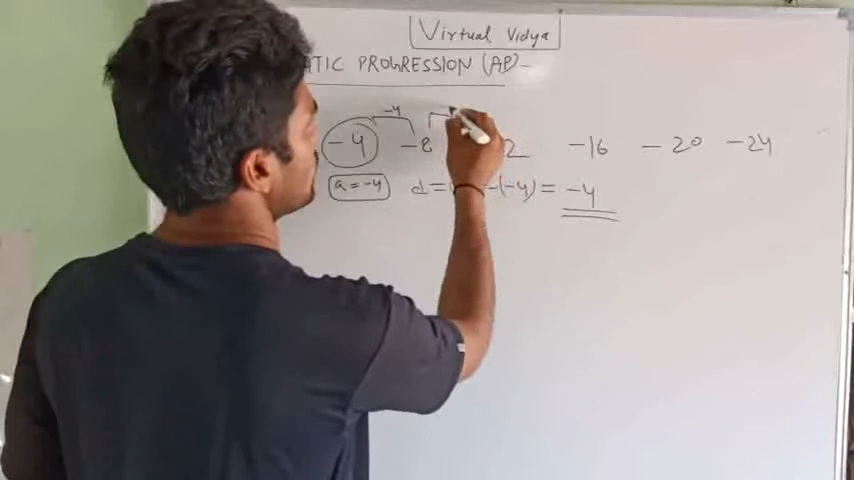 Virtual Vidya
TIC PROGRESSION (AP)-
-4
-4 -8 2 -16 -20 -24
a = -4 d = -(-4) = -4